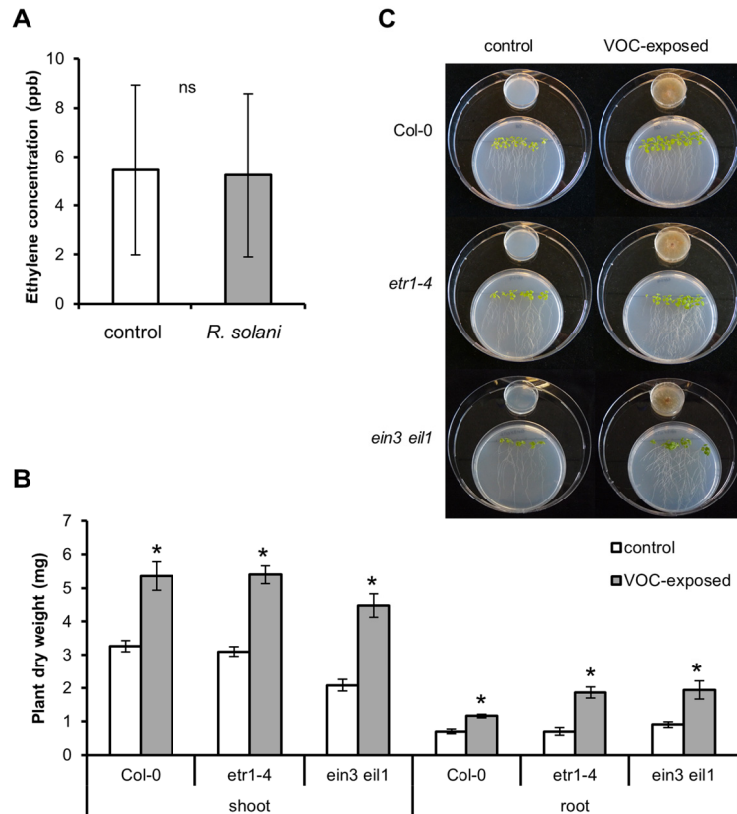 A
Ethylene concentration (ppb)
10
8
6
4
2
0
ns
control R. solani
C
control VOC-exposed
Col-0
etr1-4
ein3 eil1
B
Plant dry weight (mg)
7
6
5
4
3
2
1
0
* * * * * *
control
VOC-exposed
Col-0 etr1-4 ein3 eil1 Col-0 etr1-4 ein3 eil1
shoot root